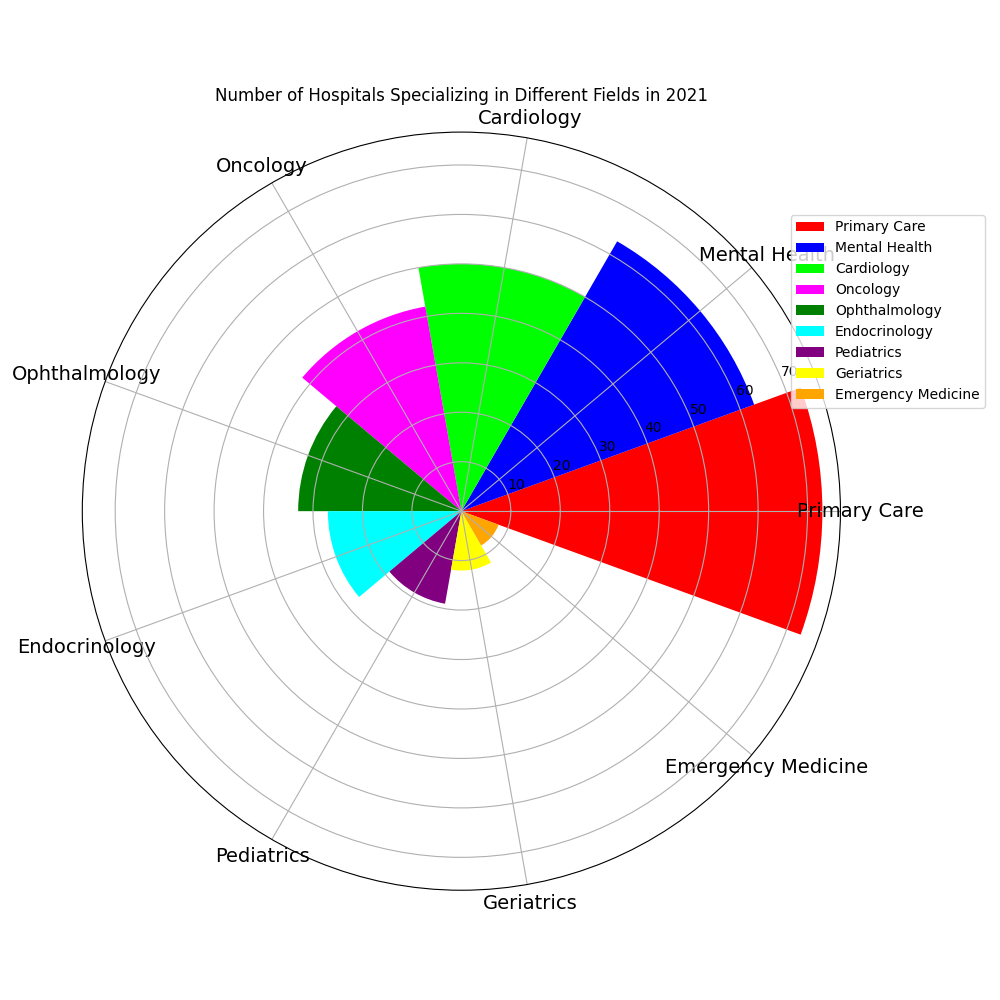 Number of Hospitals Specializing in Different Fields in 2021
Cardiology
Oncology
Mental Health
Ophthalmology
Primary Care
Endocrinology
Emergency Medicine
Pediatrics
Geriatrics
10
20
30
40
50
60
70
Primary Care
Mental Health
Cardiology
Oncology
Ophthalmology
Endocrinology
Pediatrics
Geriatrics
Emergency Medicine